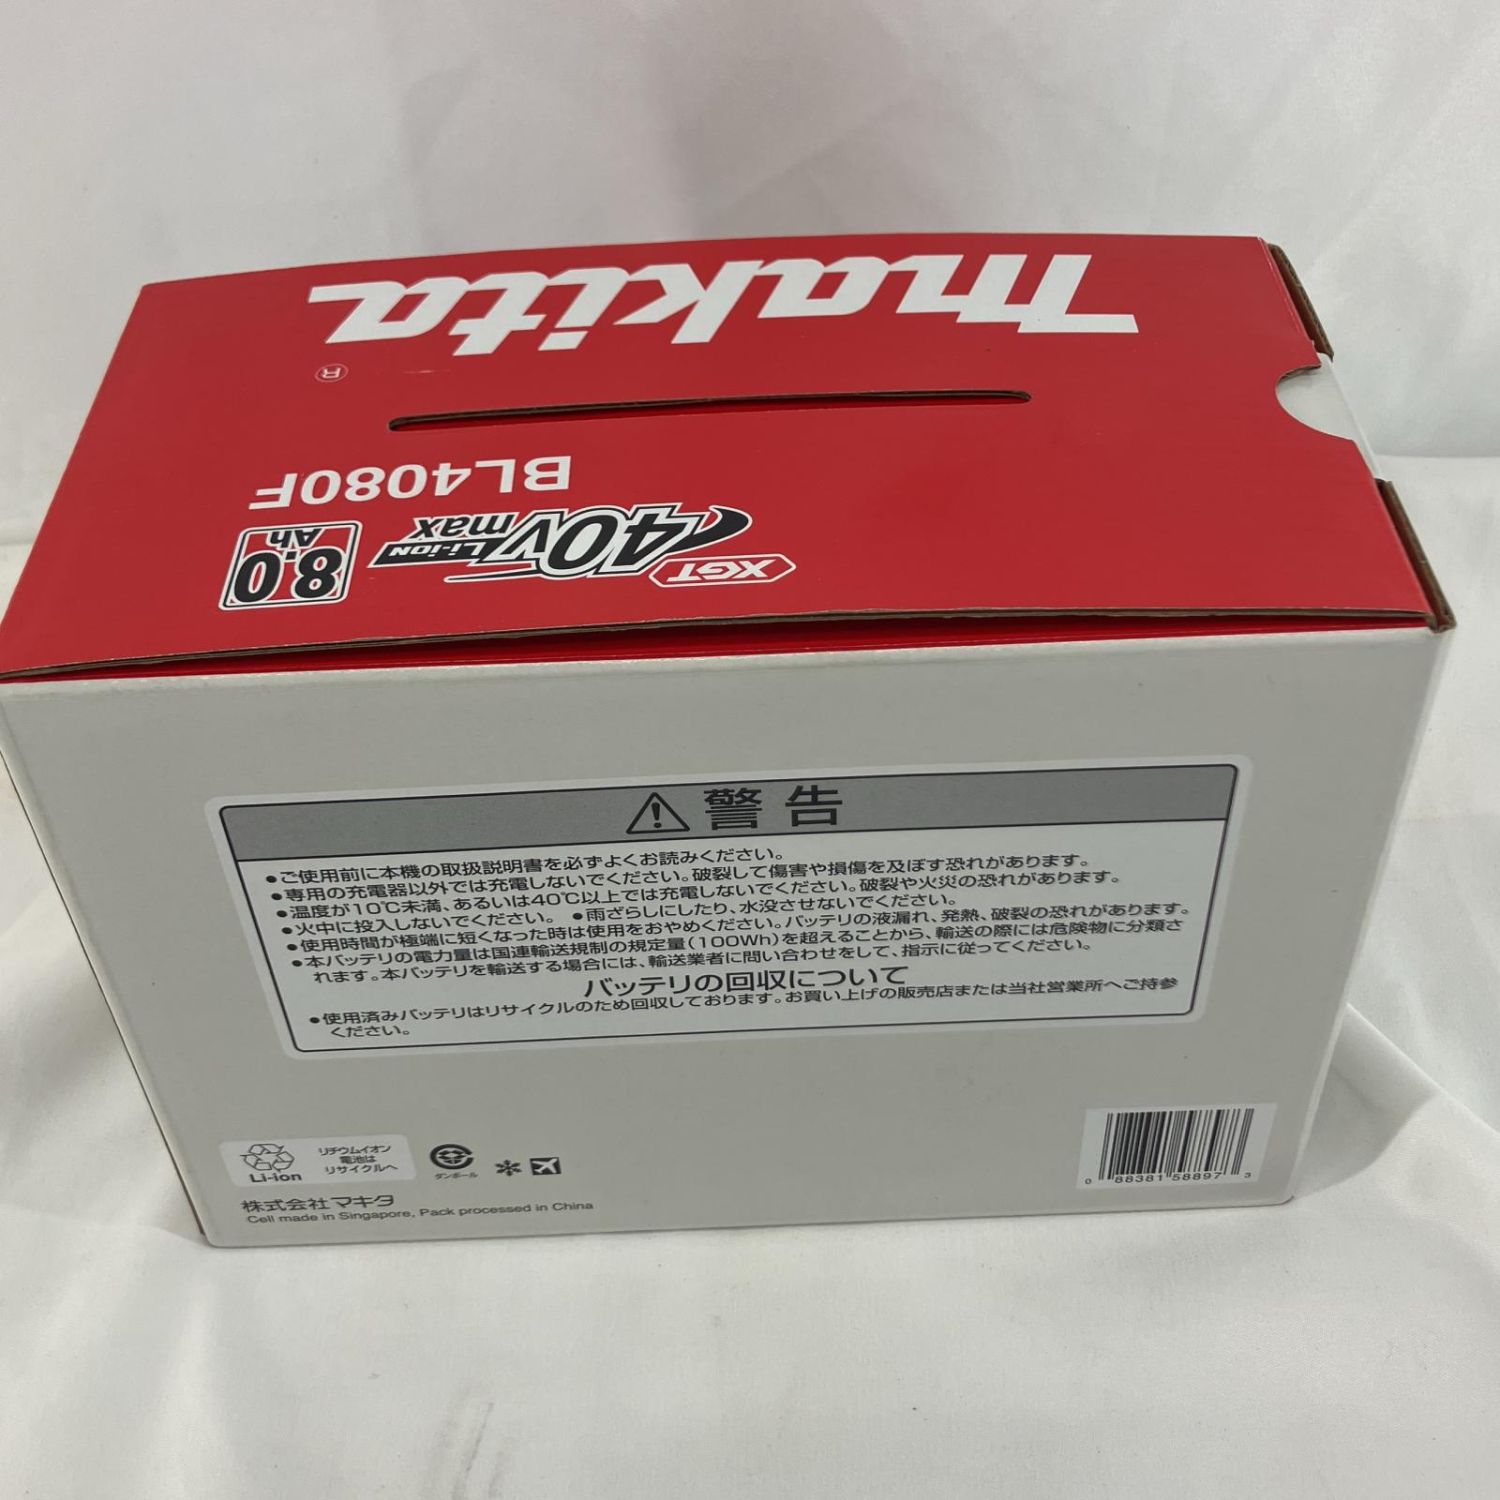 makita
®
BL4080F
XGT 40Vmax Li-ion
8.0 Ah
警告
●ご使用前に本機の取扱説明書を必ずよくお読みください。
●専用の充電器以外では充電しないでください。破裂して傷害や損傷を及ぼす恐れがあります。
●温度が10℃未満、あるいは40℃以上では充電しないでください。破裂や火災の恐れがあります。
●火中に投入しないでください。 ●雨ざらしにしたり、水没させないでください。
●使用時間が極端に短くなった時は使用をおやめください。バッテリの液漏れ、発熱、破裂の恐れがあります。
●本バッテリの電力量は国連輸送規制の規定量(100Wh)を超えることから、輸送の際には危険物に分類さ
れます。本バッテリを輸送する場合には、輸送業者に問い合わせをして、指示に従ってください。
バッテリの回収について
●使用済みバッテリはリサイクルのため回収しております。お買い上げの販売店または当社営業所へご持参
ください。
Li-ion
リチウムイオン
電池は
リサイクルへ
ダンボール
株式会社マキタ
Cell made in Singapore, Pack processed in China
0 88381 58897 3